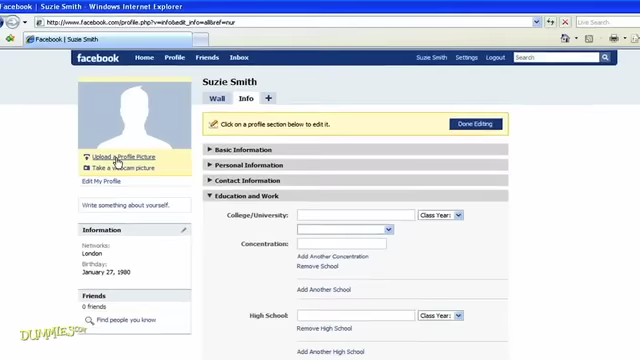 Facebook | Suzie Smith - Windows Internet Explorer
http://www.facebook.com/profile.php?v=info&edit_info=all&ref=nur
Facebook | Suzie Smith
facebook Home Profile Friends Inbox Suzie Smith Settings Logout Search
Suzie Smith
Wall Info +
Click on a profile section below to edit it. Done Editing
Upload a Profile Picture
Take a webcam picture
Edit My Profile
Write something about yourself.
Information
Networks:
London
Birthday:
January 27, 1980
Friends
0 friends
Find people you know
Basic Information
Personal Information
Contact Information
Education and Work
College/University: Class Year:
Concentration:
Add Another Concentration
Remove School
Add Another School
High School: Class Year:
Remove High School
Add Another High School
DUMMIES.COM